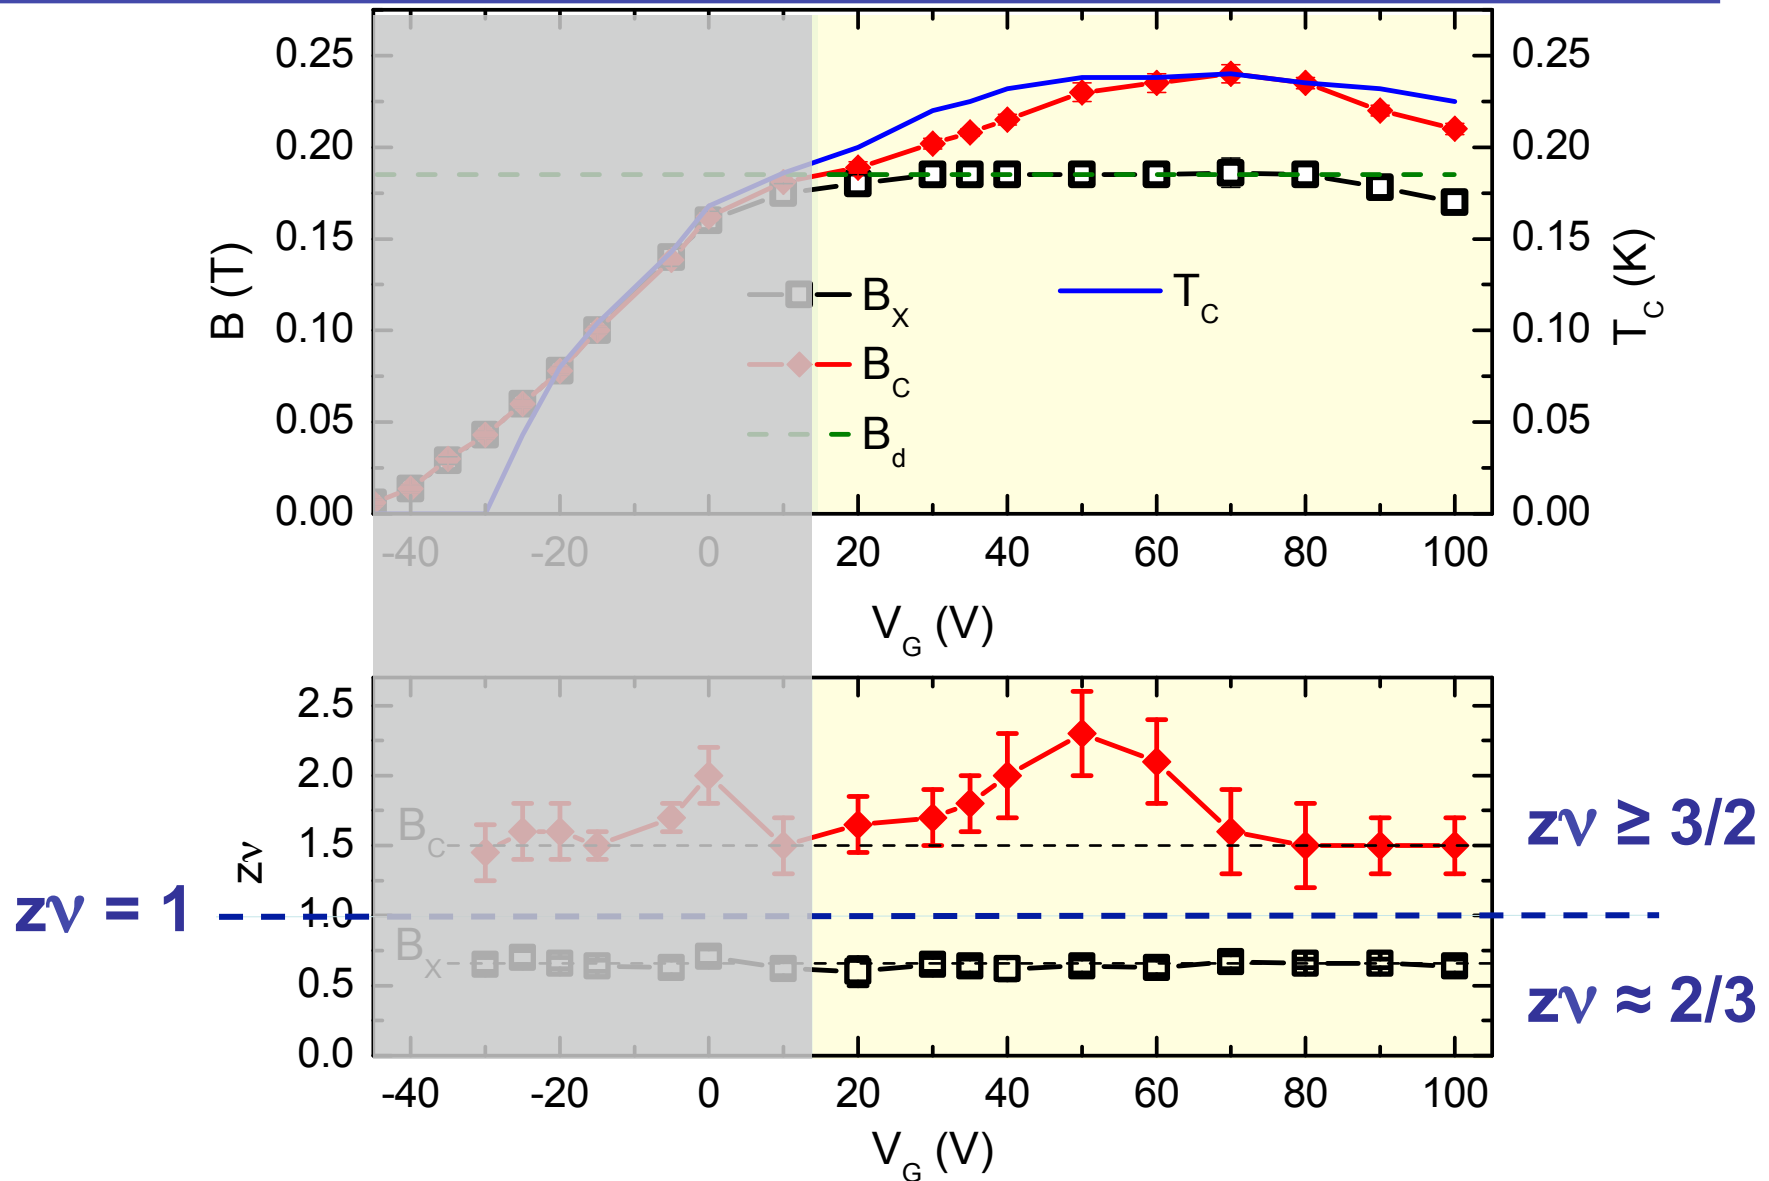 0.25 0.25
0.20 0.20
0.15 0.15
0.10 0.10
0.05 0.05
0.00 0.00
B (T)
T_C (K)
B_X
T_C
B_C
B_d
-40 -20 0 20 40 60 80 100
V_G (V)
2.5
2.0
1.5
1.0
0.5
0.0
zν
B_C
B_X
zν ≥ 3/2
zν = 1
zν ≈ 2/3
-40 -20 0 20 40 60 80 100
V_G (V)